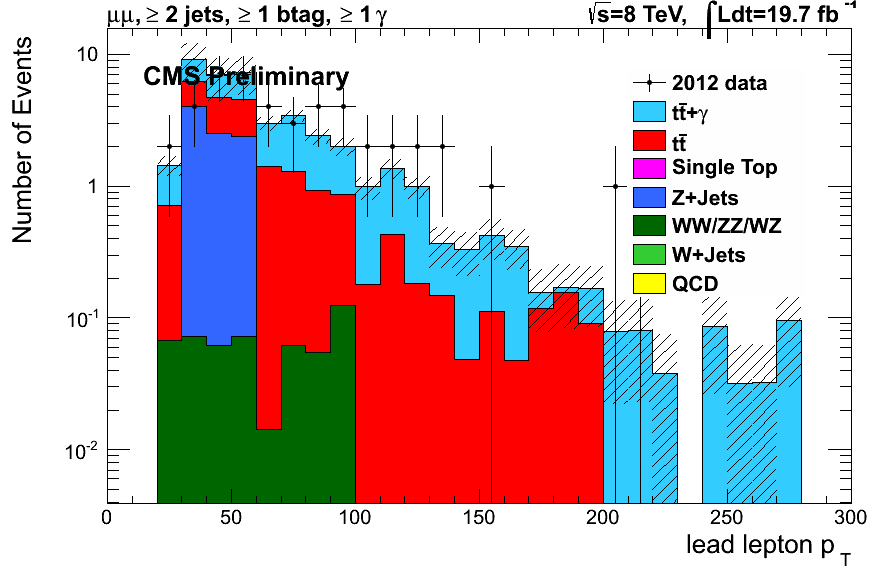 μμ, ≥ 2 jets, ≥ 1 btag, ≥ 1 γ
√s=8 TeV, ∫Ldt=19.7 fb⁻¹
CMS Preliminary
2012 data
tt̄+γ
tt̄
Single Top
Z+Jets
WW/ZZ/WZ
W+Jets
QCD
Number of Events
10
1
10⁻¹
10⁻²
0 50 100 150 200 250 300
lead lepton p_T